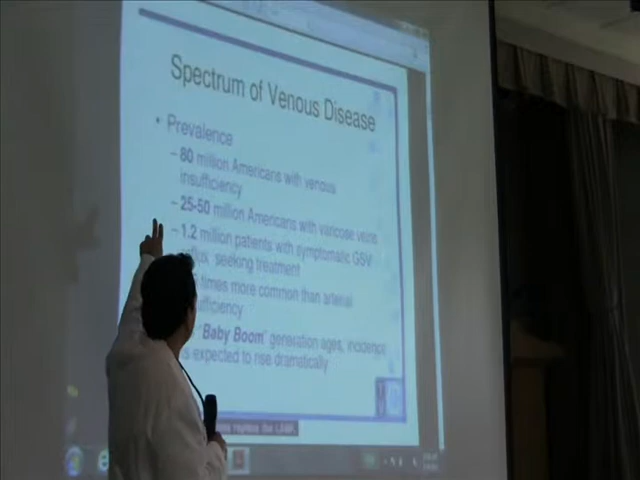 Spectrum of Venous Disease
• Prevalence
– 80 million Americans with venous
insufficiency
– 25-50 million Americans with varicose veins
– 1.2 million patients with symptomatic GSV
seeking treatment
times more common than arterial
"Baby Boom" generation ages, incidence
is expected to rise dramatically